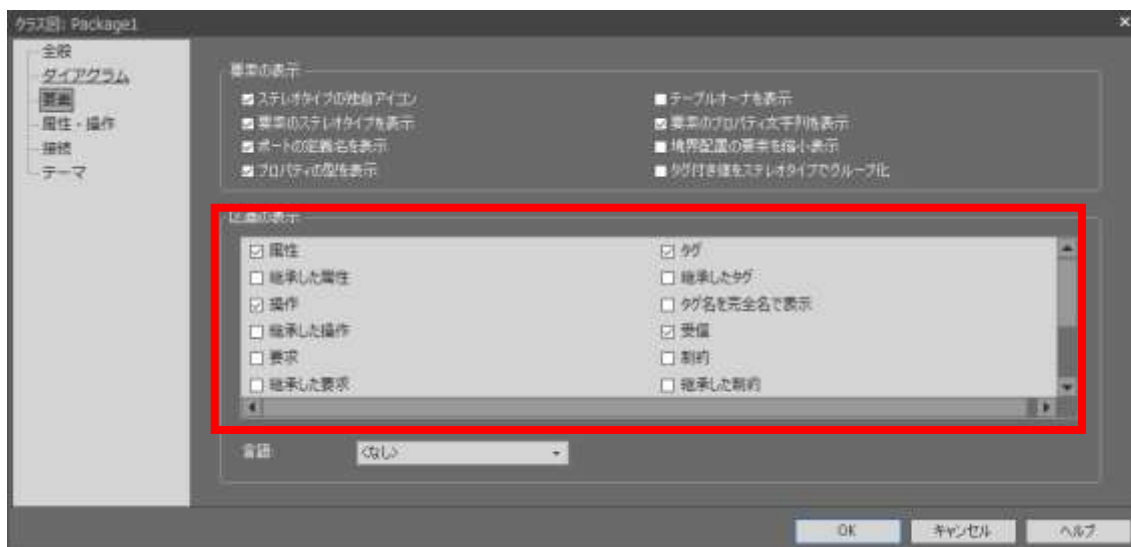 クラス図: Package1
全般
ダイアグラム
要素
属性・操作
接続
テーマ
要素の表示
ステレオタイプの独自アイコン
要素のステレオタイプを表示
ポートの定義名を表示
プロパティの型を表示
テーブルオーナを表示
要素のプロパティ文字列を表示
境界配置の要素を縮小表示
タグ付き値をステレオタイプでグループ化
区画の表示
属性
継承した属性
操作
継承した操作
要求
継承した要求
タグ
継承したタグ
タグ名を完全名で表示
受信
制約
継承した制約
言語:
<なし>
OK
キャンセル
ヘルプ